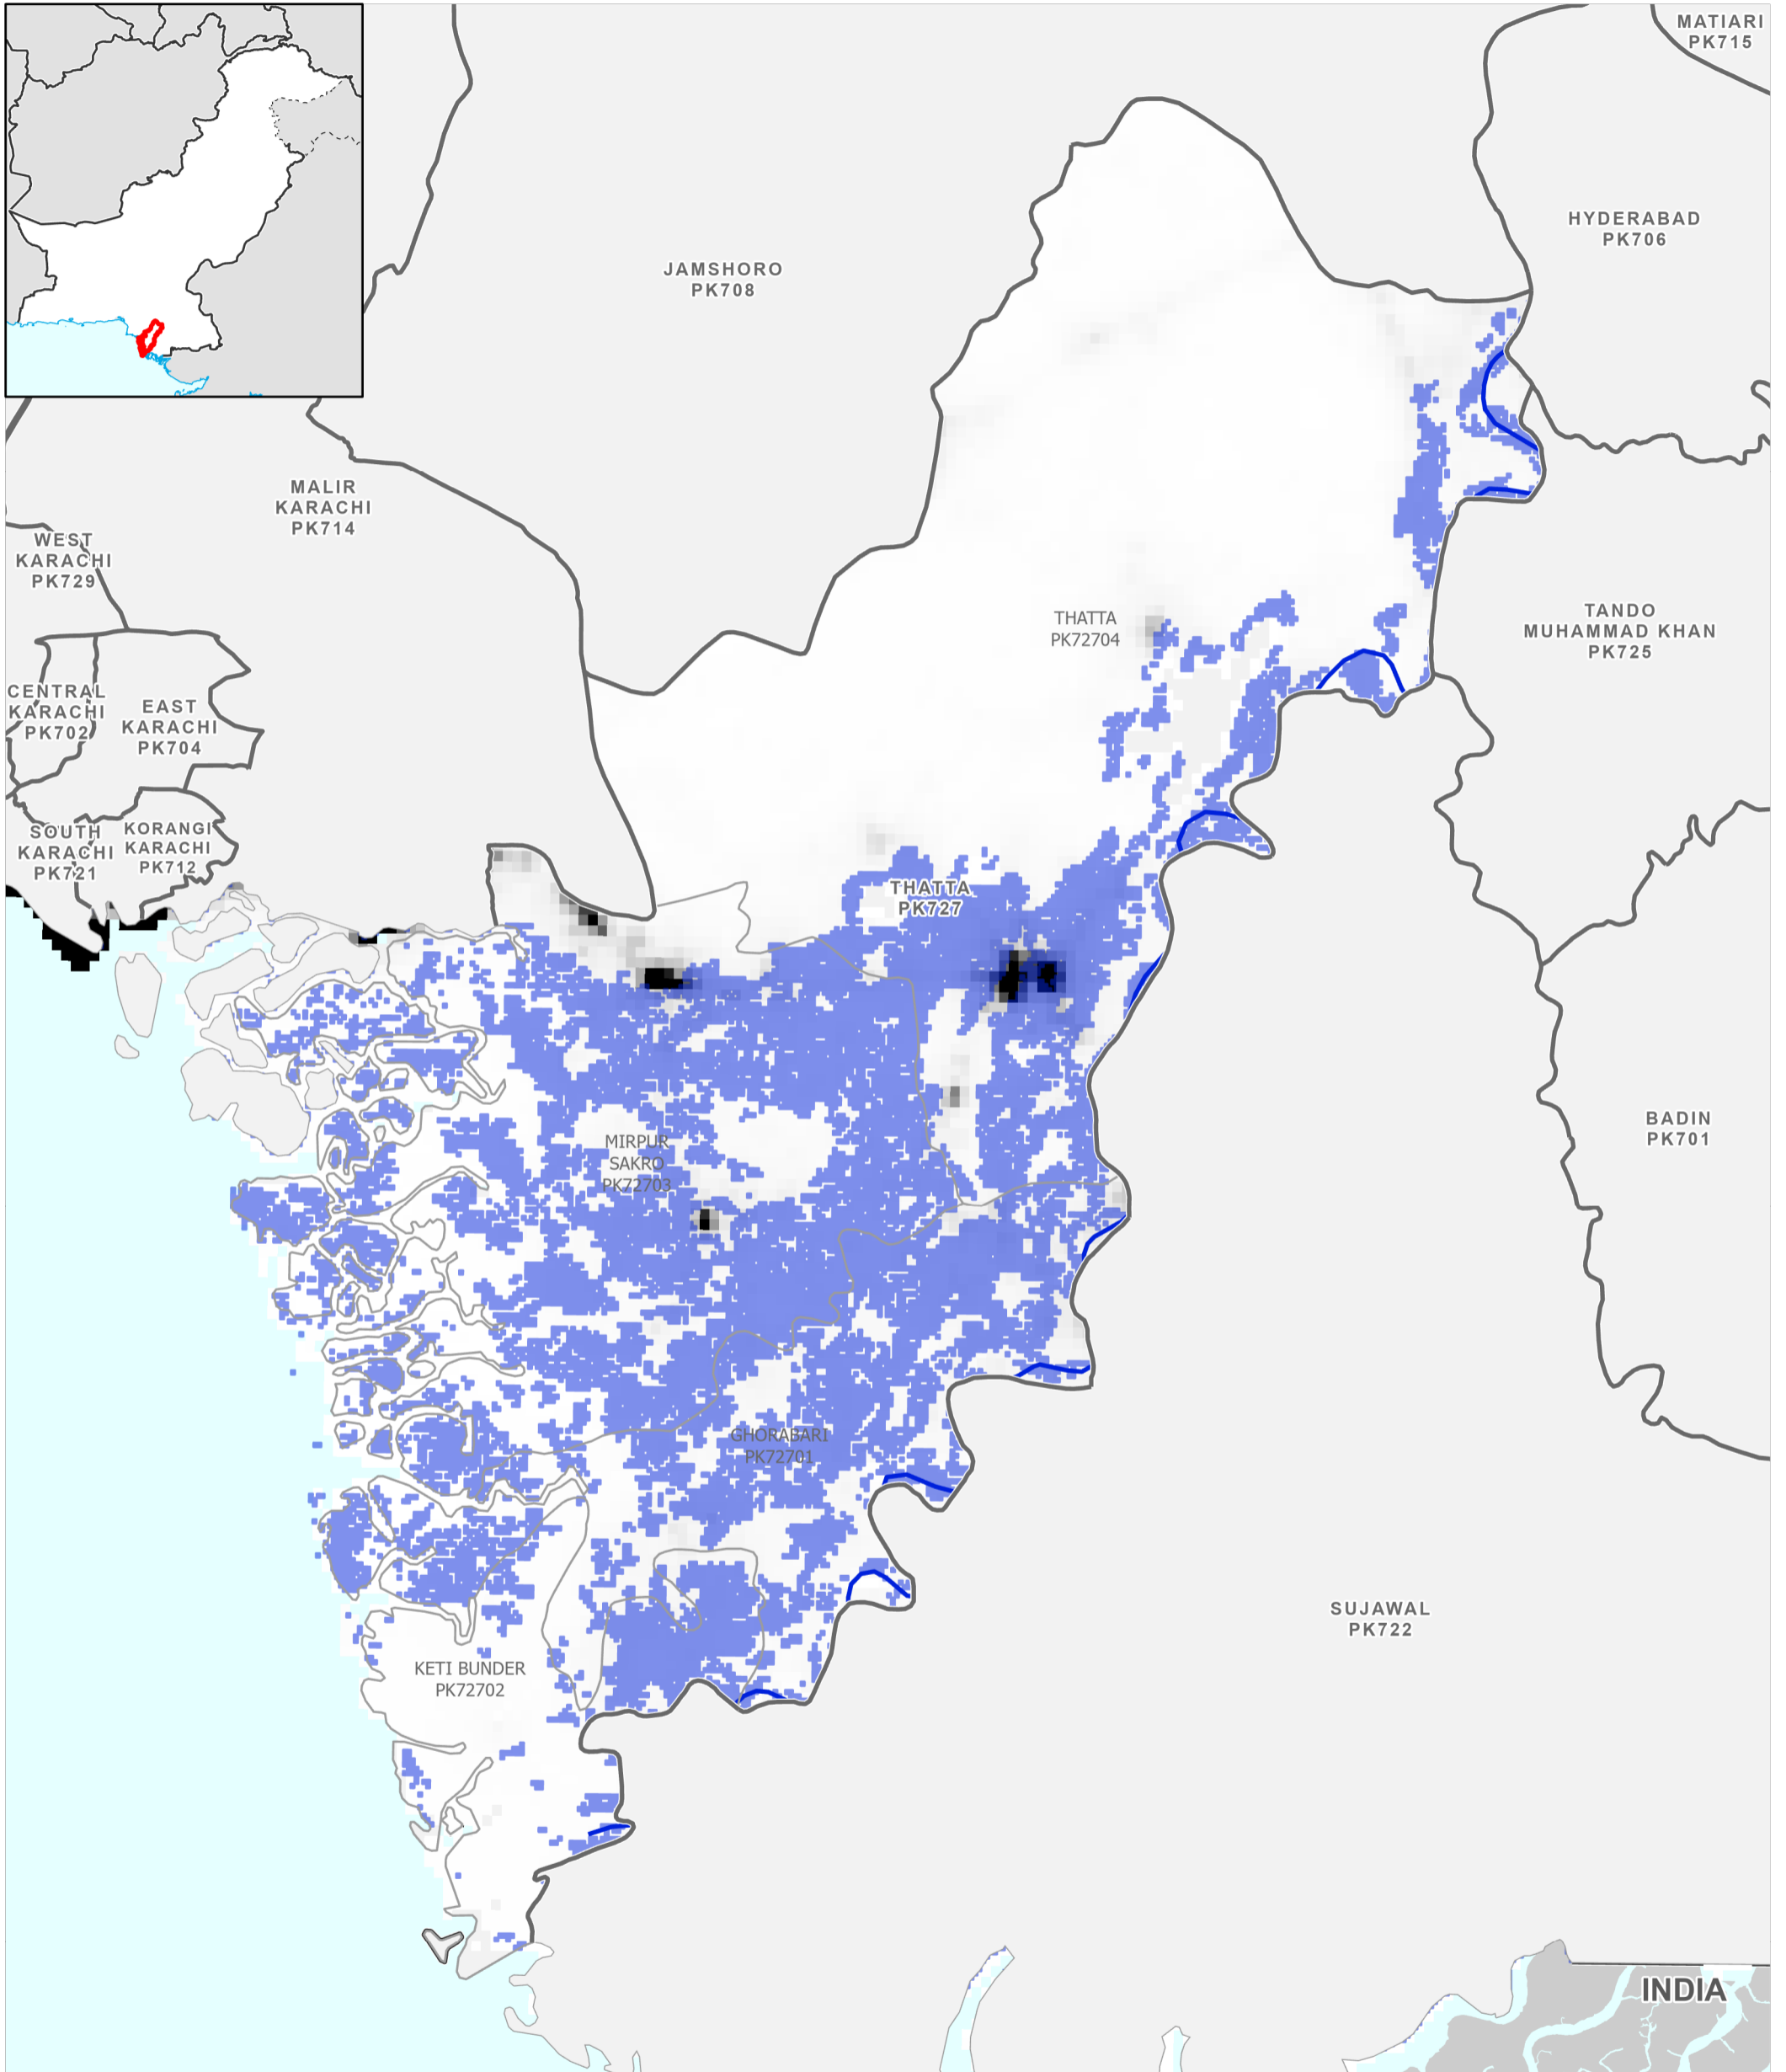 MATIARI
PK715
HYDERABAD
PK706
JAMSHORO
PK708
MALIR
KARACHI
PK714
WEST
KARACHI
PK729
THATTA
PK72704
TANDO
MUHAMMAD KHAN
PK725
CENTRAL
KARACHI
PK702
EAST
KARACHI
PK704
SOUTH
KARACHI
PK721
KORANGI
KARACHI
PK712
THATTA
PK727
MIRPUR
SAKRO
PK72703
BADIN
PK701
GHORABARI
PK72701
SUJAWAL
PK722
KETI BUNDER
PK72702
INDIA